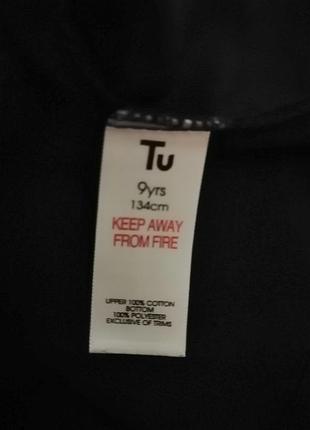 Tu
9yrs
134cm
KEEP AWAY
FROM FIRE
UPPER 100% COTTON
BOTTOM
100% POLYESTER
EXCLUSIVE OF TRIMS